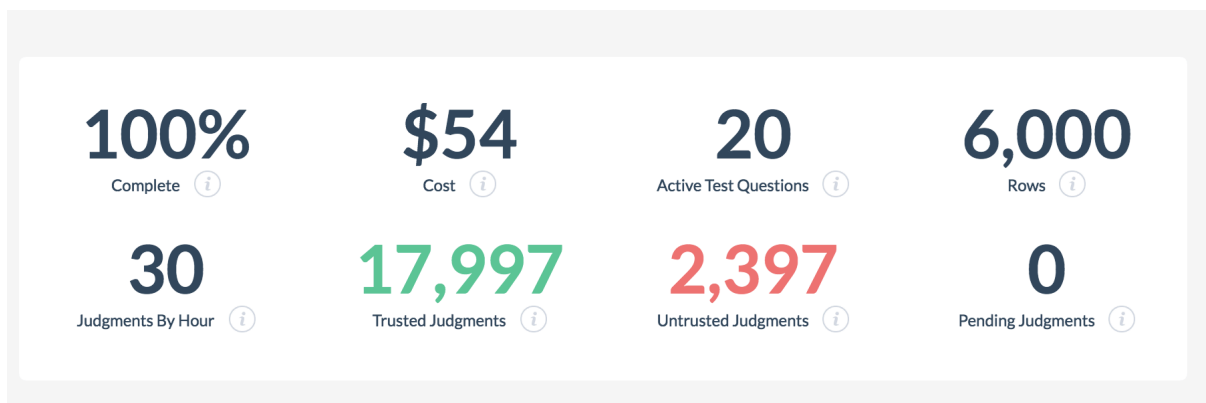 100% $54 20 6,000
Complete i Cost i Active Test Questions i Rows i
30 17,997 2,397 0
Judgments By Hour i Trusted Judgments i Untrusted Judgments i Pending Judgments i